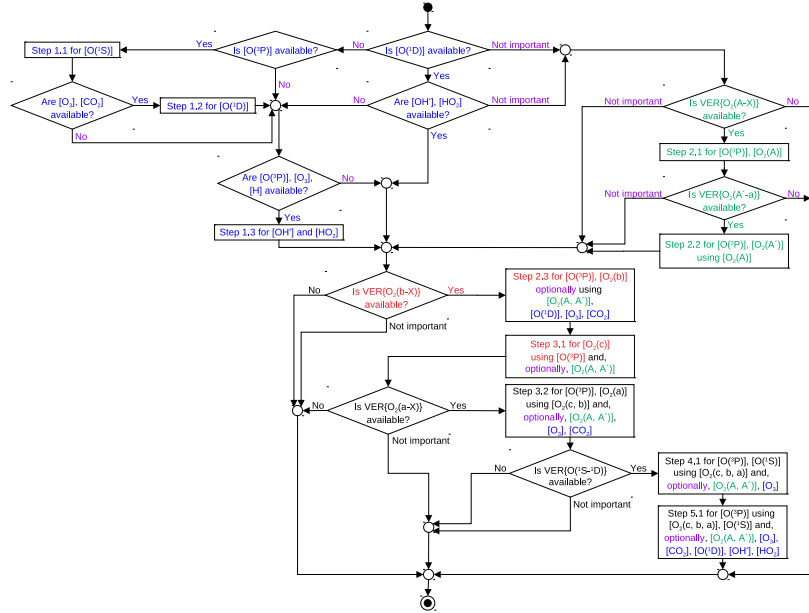 Step 1.1 for [O(¹S)]
Yes
Is [O(³P)] available?
No
Is [O(¹D)] available?
Not important
No
Yes
Are [O₃], [CO₂]
available?
Yes
Step 1.2 for [O(¹D)]
No
No
Are [OH*], [HO₂]
available?
Not important
Yes
Not important
Is VER{O₂(A-X)}
available?
No
Yes
Step 2.1 for [O(³P)], [O₂(A)]
Are [O(³P)], [O₃],
[H] available?
No
Yes
Not important
Is VER{O₂(A´-a)}
available?
No
Yes
Step 1.3 for [OH*] and [HO₂]
Step 2.2 for [O(³P)], [O₂(A´)]
using [O₂(A)]
No
Is VER{O₂(b-X)}
available?
Yes
Not important
Step 2.3 for [O(³P)], [O₂(b)]
optionally using
[O₂(A, A´)],
[O(¹D)], [O₃], [CO₂]
Step 3.1 for [O₂(c)]
using [O(³P)] and,
optionally, [O₂(A, A´)]
No
Is VER{O₂(a-X)}
available?
Yes
Not important
Step 3.2 for [O(³P)], [O₂(a)]
using [O₂(c, b)] and,
optionally, [O₂(A, A´)],
[O₃], [CO₂]
No
Is VER{O(¹S-¹D)}
available?
Yes
Not important
Step 4.1 for [O(³P)], [O(¹S)]
using [O₂(c, b, a)] and,
optionally, [O₂(A, A´)], [O₃]
Step 5.1 for [O(³P)] using
[O₂(c, b, a)], [O(¹S)] and,
optionally, [O₂(A, A´)], [O₃],
[CO₂], [O(¹D)], [OH*], [HO₂]